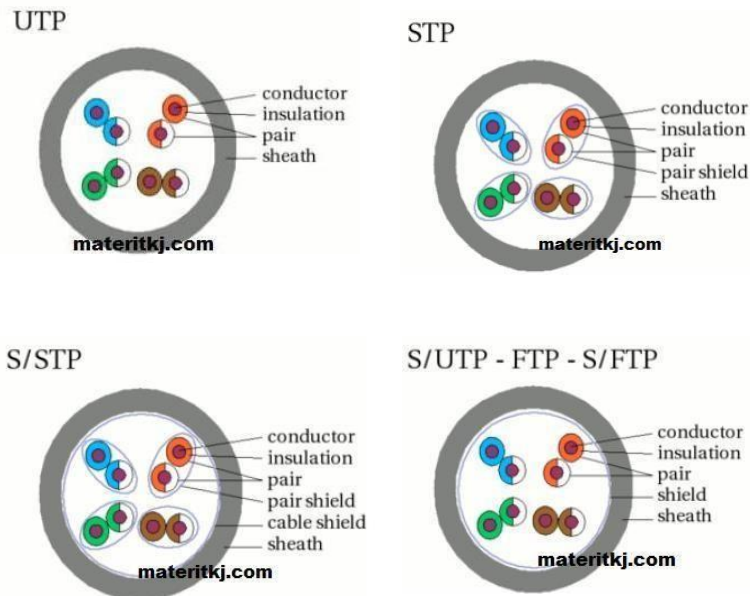 UTP
conductor
insulation
pair
sheath
materitkj.com
STP
conductor
insulation
pair
pair shield
sheath
materitkj.com
S/STP
conductor
insulation
pair
pair shield
cable shield
sheath
materitkj.com
S/UTP - FTP - S/FTP
conductor
insulation
pair
shield
sheath
materitkj.com